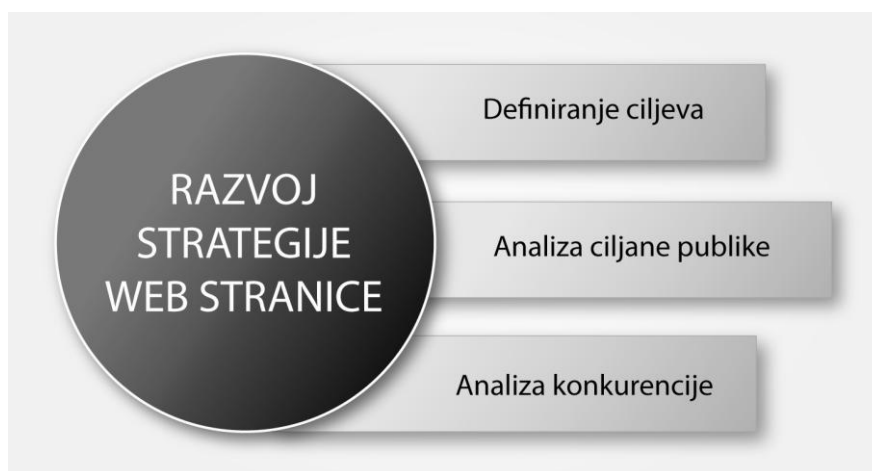 RAZVOJ
STRATEGIJE
WEB STRANICE
Definiranje ciljeva
Analiza ciljane publike
Analiza konkurencije